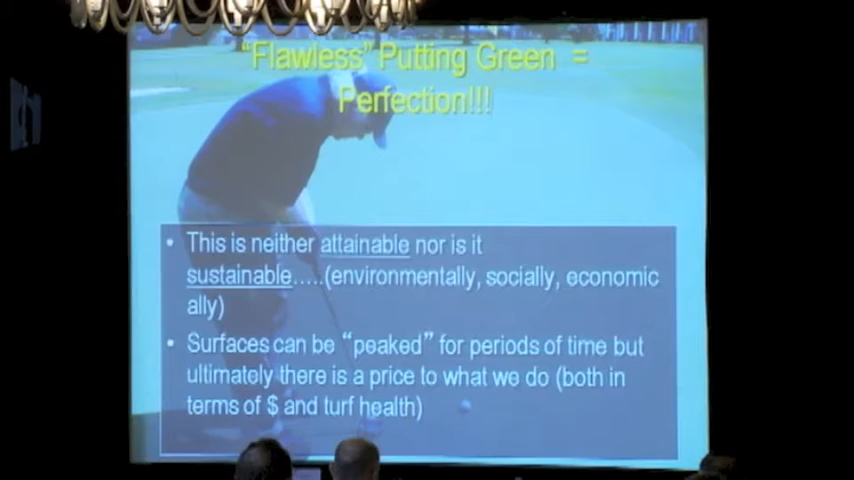 “Flawless” Putting Green =
Perfection!!!
• This is neither attainable nor is it
sustainable.....(environmentally, socially, economic
ally)
• Surfaces can be “peaked” for periods of time but
ultimately there is a price to what we do (both in
terms of $ and turf health)